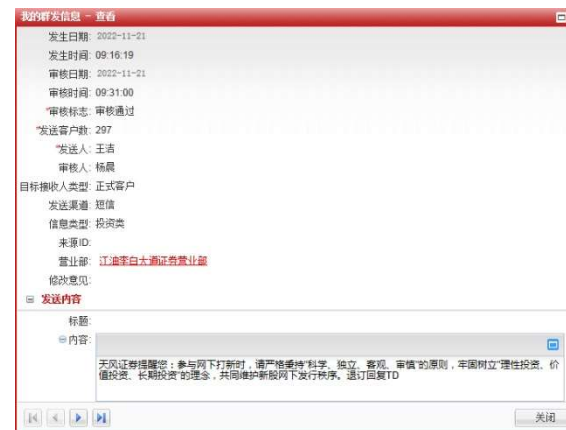 我的群发信息 - 查看
发生日期: 2022-11-21
发生时间: 09:16:19
审核日期: 2022-11-21
审核时间: 09:31:00
*审核标志: 审核通过
*发送客户数: 297
*发送人: 王洁
审核人: 杨晨
目标接收人类型: 正式客户
发送渠道: 短信
信息类型: 投资类
来源ID:
营业部: 江油李白大道证券营业部
修改意见:
发送内容
标题:
内容:
天风证券提醒您：参与网下打新时，请严格秉持"科学、独立、客观、审慎"的原则，牢固树立"理性投资、价
值投资、长期投资"的理念，共同维护新股网下发行秩序。退订回复TD
关闭